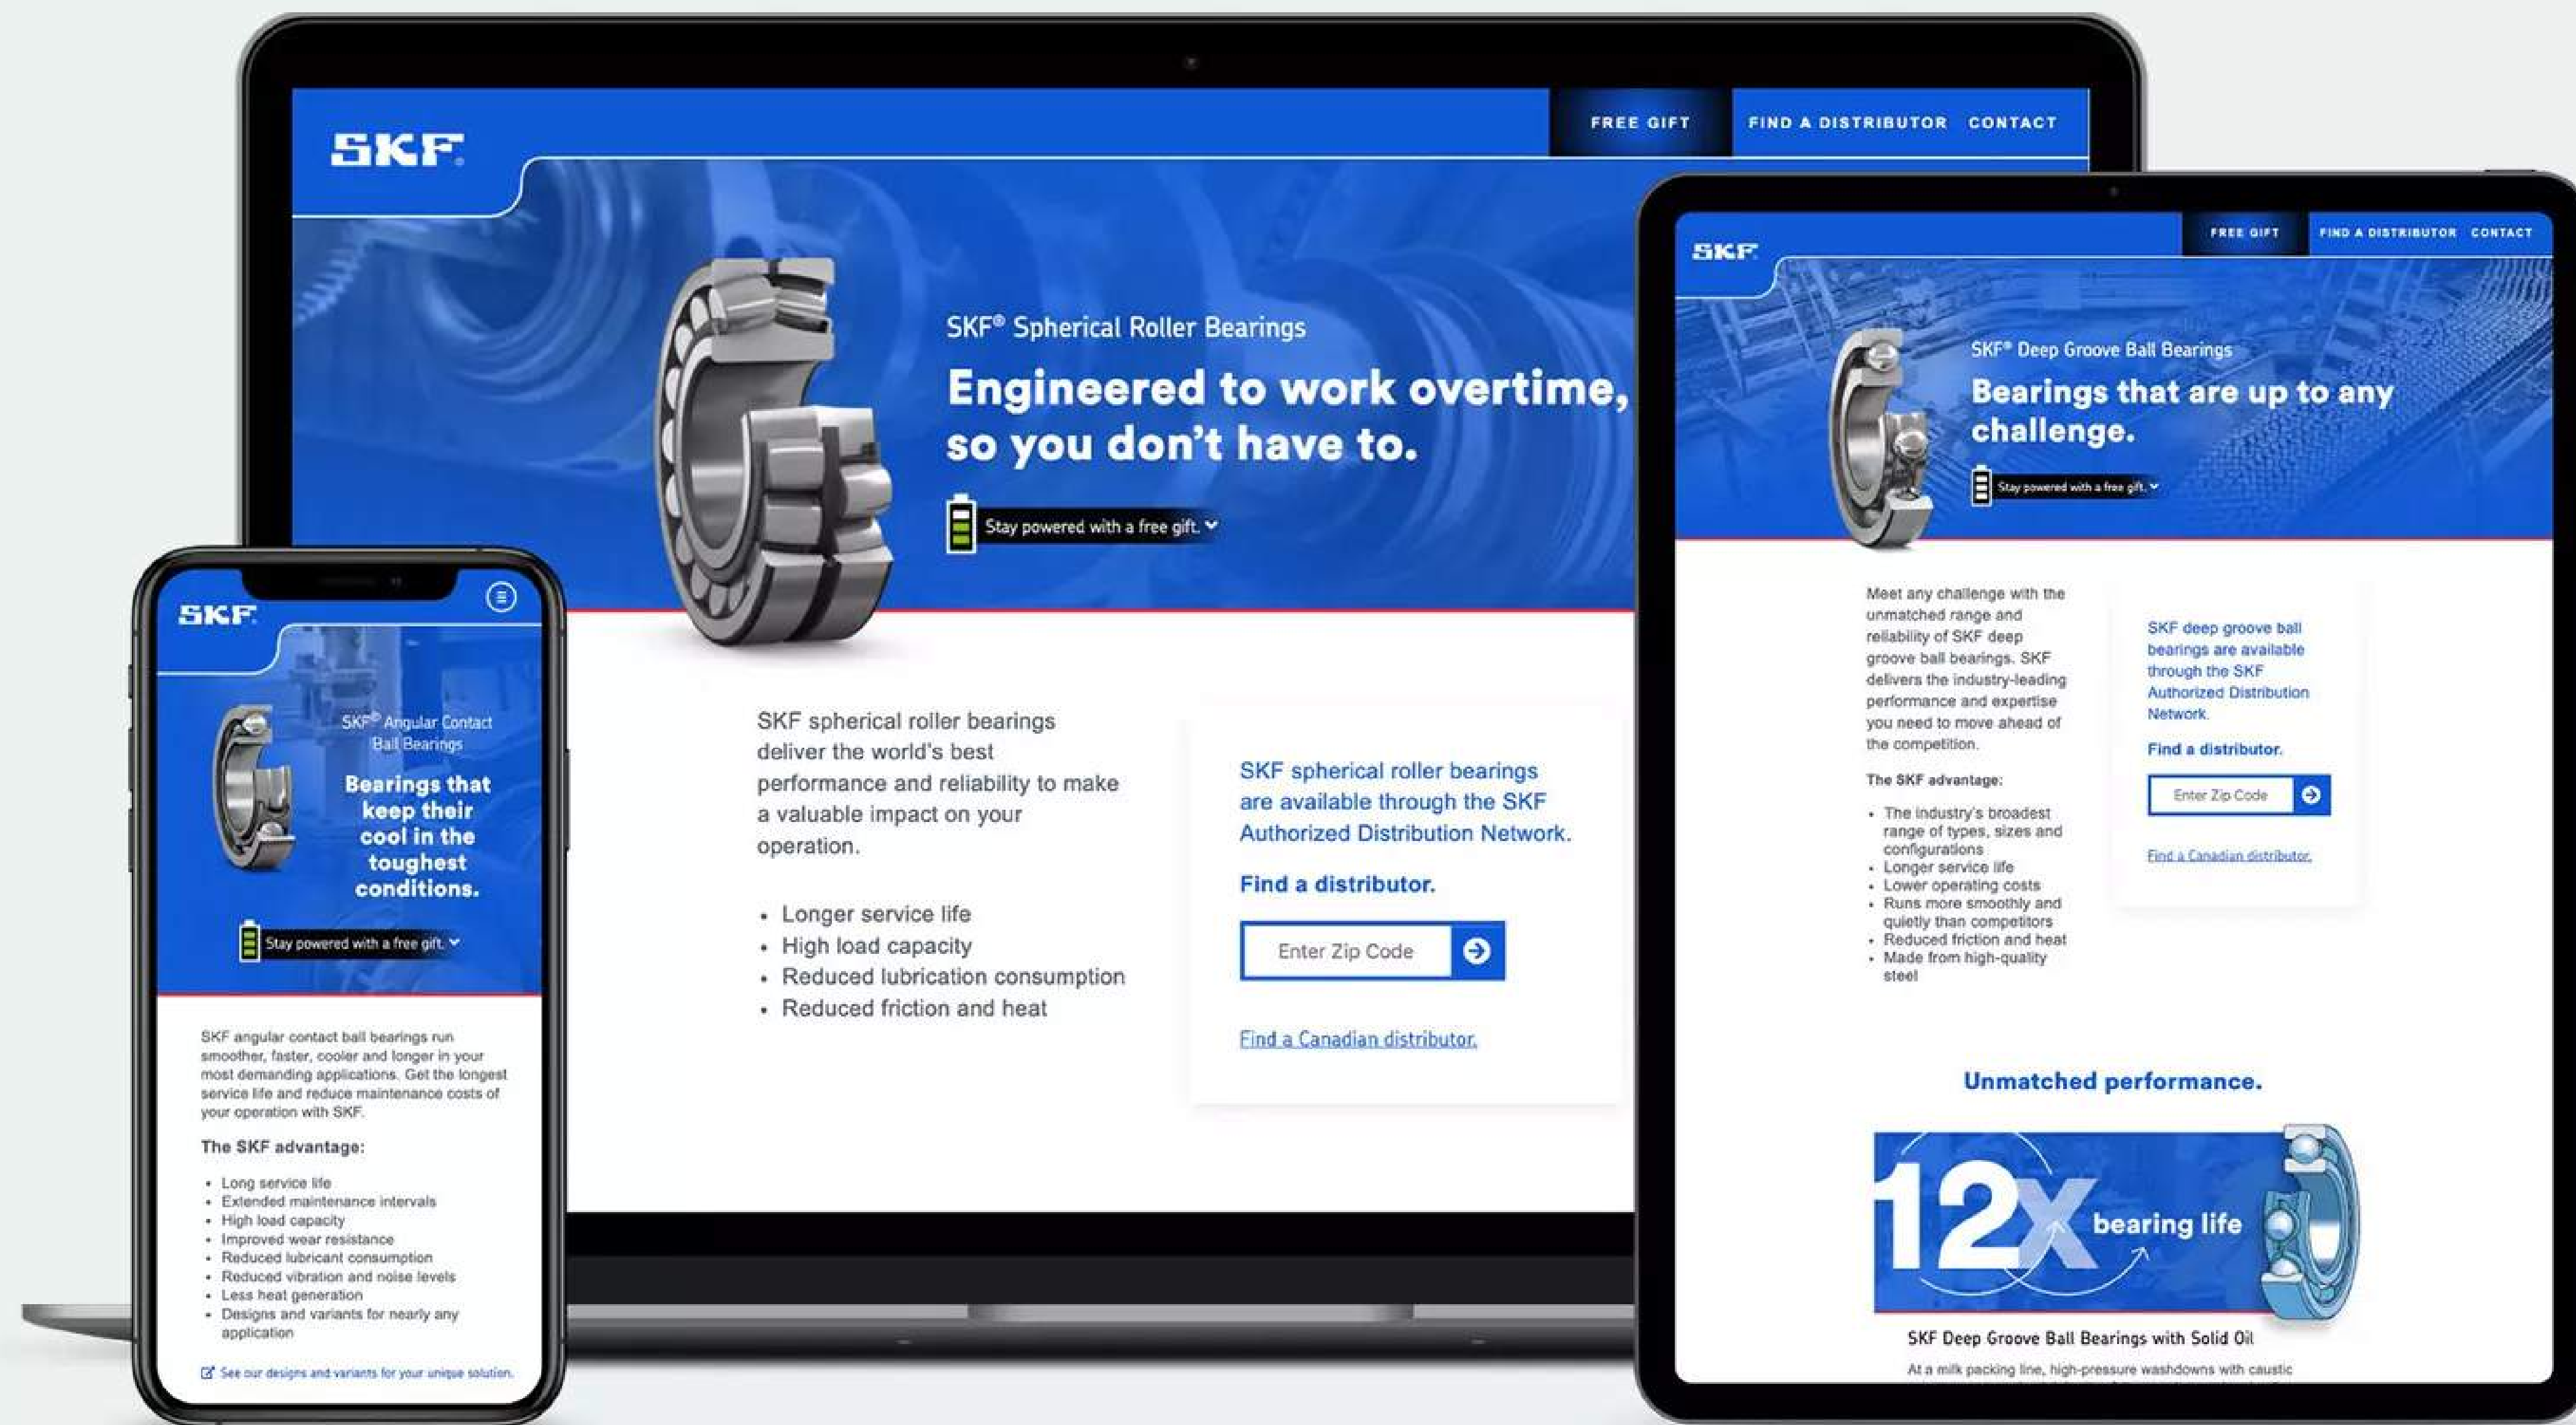 SKF
FREE GIFT
FIND A DISTRIBUTOR
CONTACT
SKF® Spherical Roller Bearings
Engineered to work overtime,
so you don't have to.
Stay powered with a free gift.
SKF spherical roller bearings
deliver the world's best
performance and reliability to make
a valuable impact on your
operation.
• Longer service life
• High load capacity
• Reduced lubrication consumption
• Reduced friction and heat
SKF spherical roller bearings
are available through the SKF
Authorized Distribution Network.
Find a distributor.
Enter Zip Code
Find a Canadian distributor.
SKF
SKF® Angular Contact
Ball Bearings
Bearings that
keep their
cool in the
toughest
conditions.
Stay powered with a free gift.
SKF angular contact ball bearings run
smoother, faster, cooler and longer in your
most demanding applications. Get the longest
service life and reduce maintenance costs of
your operation with SKF.
The SKF advantage:
• Long service life
• Extended maintenance intervals
• High load capacity
• Improved wear resistance
• Reduced lubricant consumption
• Reduced vibration and noise levels
• Less heat generation
• Designs and variants for nearly any
application
See our designs and variants for your unique solution.
SKF
FREE GIFT
FIND A DISTRIBUTOR
CONTACT
SKF® Deep Groove Ball Bearings
Bearings that are up to any
challenge.
Stay powered with a free gift.
Meet any challenge with the
unmatched range and
reliability of SKF deep
groove ball bearings. SKF
delivers the industry-leading
performance and expertise
you need to move ahead of
the competition.
The SKF advantage:
• The industry's broadest
range of types, sizes and
configurations
• Longer service life
• Lower operating costs
• Runs more smoothly and
quietly than competitors
• Reduced friction and heat
• Made from high-quality
steel
SKF deep groove ball
bearings are available
through the SKF
Authorized Distribution
Network.
Find a distributor.
Enter Zip Code
Find a Canadian distributor.
Unmatched performance.
12x bearing life
SKF Deep Groove Ball Bearings with Solid Oil
At a milk packing line, high-pressure washdowns with caustic